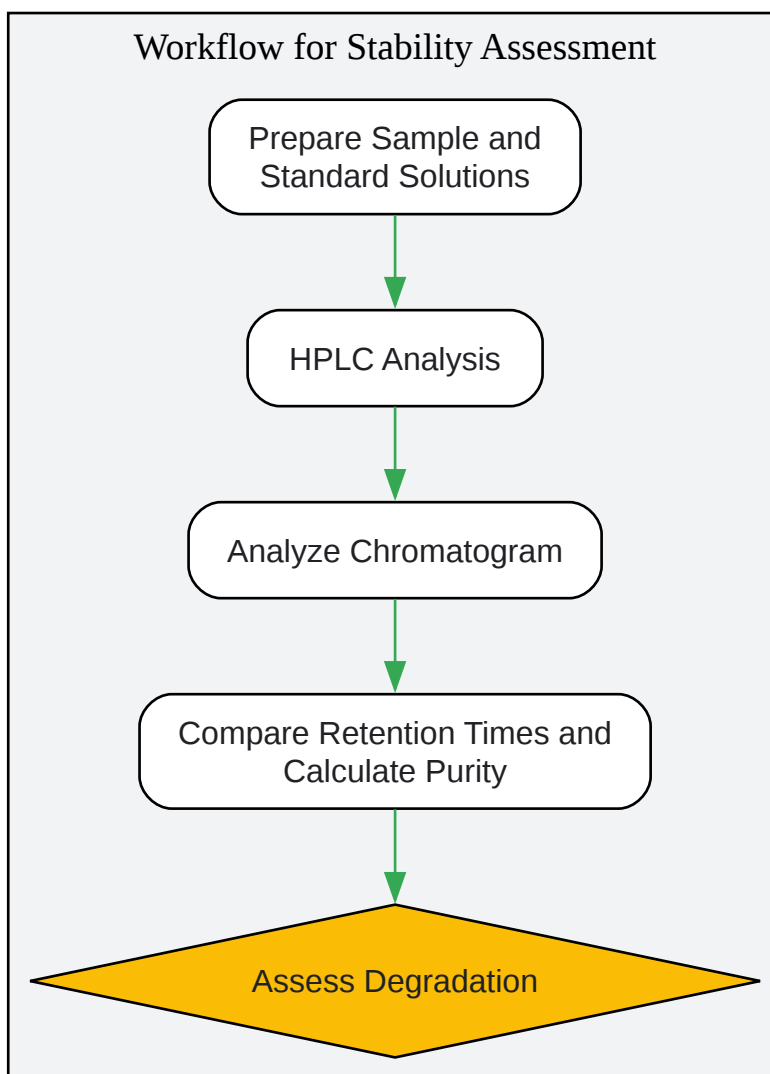 Workflow for Stability Assessment
Prepare Sample and
Standard Solutions
HPLC Analysis
Analyze Chromatogram
Compare Retention Times and
Calculate Purity
Assess Degradation